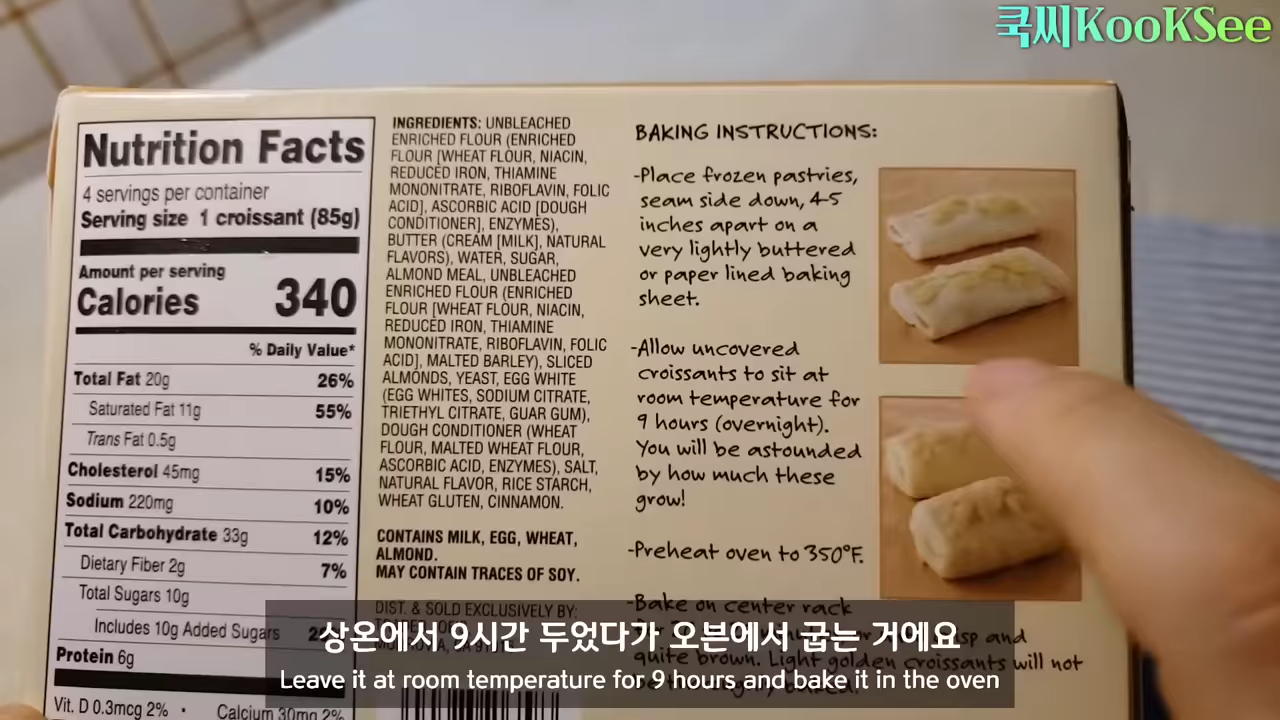 쿡씨KooKSee
Nutrition Facts
4 servings per container
Serving size 1 croissant (85g)
Amount per serving
Calories 340
% Daily Value*
Total Fat 20g 26%
Saturated Fat 11g 55%
Trans Fat 0.5g
Cholesterol 45mg 15%
Sodium 220mg 10%
Total Carbohydrate 33g 12%
Dietary Fiber 2g 7%
Total Sugars 10g
Includes 10g Added Sugars
Protein 6g
Vit. D 0.3mcg 2% • Calcium 30mg 2%
INGREDIENTS: UNBLEACHED
ENRICHED FLOUR (ENRICHED
FLOUR [WHEAT FLOUR, NIACIN,
REDUCED IRON, THIAMINE
MONONITRATE, RIBOFLAVIN, FOLIC
ACID], ASCORBIC ACID [DOUGH
CONDITIONER], ENZYMES),
BUTTER (CREAM [MILK], NATURAL
FLAVORS), WATER, SUGAR,
ALMOND MEAL, UNBLEACHED
ENRICHED FLOUR (ENRICHED
FLOUR [WHEAT FLOUR, NIACIN,
REDUCED IRON, THIAMINE
MONONITRATE, RIBOFLAVIN, FOLIC
ACID], MALTED BARLEY), SLICED
ALMONDS, YEAST, EGG WHITE
(EGG WHITES, SODIUM CITRATE,
TRIETHYL CITRATE, GUAR GUM),
DOUGH CONDITIONER (WHEAT
FLOUR, MALTED WHEAT FLOUR,
ASCORBIC ACID, ENZYMES), SALT,
NATURAL FLAVOR, RICE STARCH,
WHEAT GLUTEN, CINNAMON.
CONTAINS MILK, EGG, WHEAT,
ALMOND.
MAY CONTAIN TRACES OF SOY.
DIST. & SOLD EXCLUSIVELY BY:
BAKING INSTRUCTIONS:
-Place frozen pastries,
seam side down, 4-5
inches apart on a
very lightly buttered
or paper lined baking
sheet.
-Allow uncovered
croissants to sit at
room temperature for
9 hours (overnight).
You will be astounded
by how much these
grow!
-Preheat oven to 350°F.
-Bake on center rack
and
quite brown. Light golden croissants will not
상온에서 9시간 두었다가 오븐에서 굽는 거에요
Leave it at room temperature for 9 hours and bake it in the oven